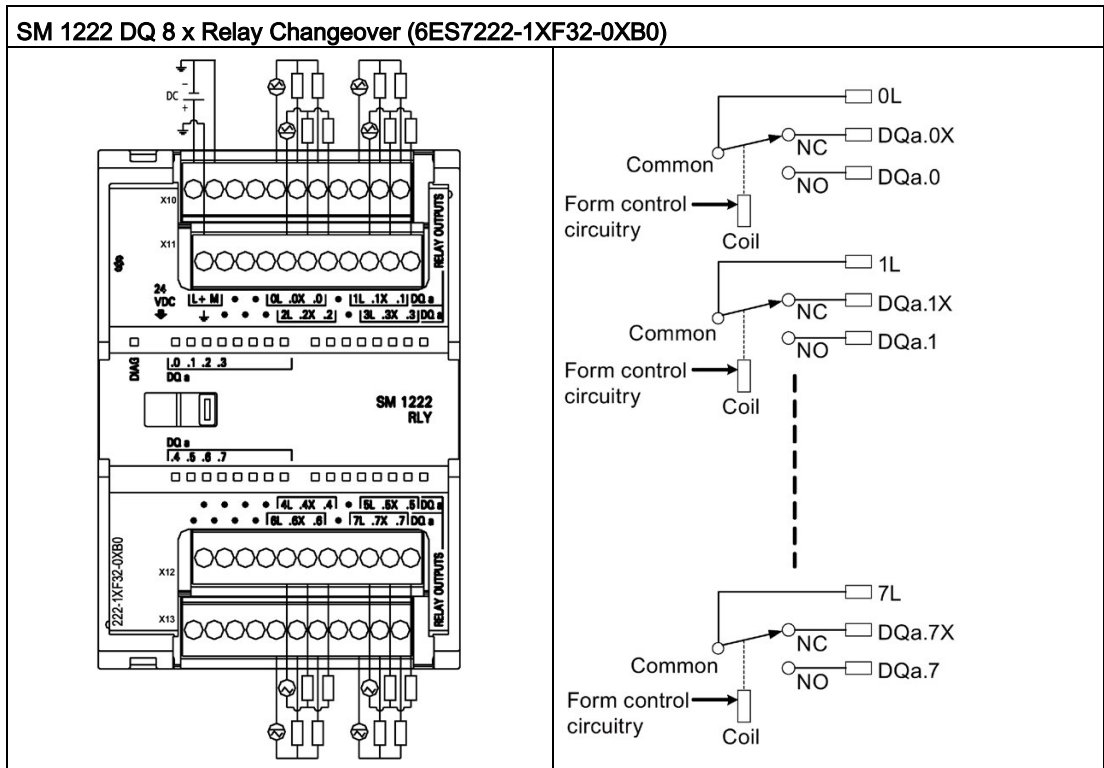 SM 1222 DQ 8 x Relay Changeover (6ES7222-1XF32-0XB0)
DC
-
+
X10
X11
RELAY OUTPUTS
24
VDC
L+ M 0L .0X .0 1L .1X .1 DQ a
2L .2X .2 3L .3X .3 DQ a
DIAG
.0 .1 .2 .3
DQ a
SM 1222
RLY
DQ a
.4 .5 .6 .7
4L .4X .4 5L .5X .5 DQ a
6L .6X .6 7L .7X .7 DQ a
222-1XF32-0XB0
X12
X13
RELAY OUTPUTS
0L
DQa.0X
NC
Common
DQa.0
NO
Form control
circuitry
Coil
1L
DQa.1X
NC
Common
DQa.1
NO
Form control
circuitry
Coil
7L
DQa.7X
NC
Common
DQa.7
NO
Form control
circuitry
Coil